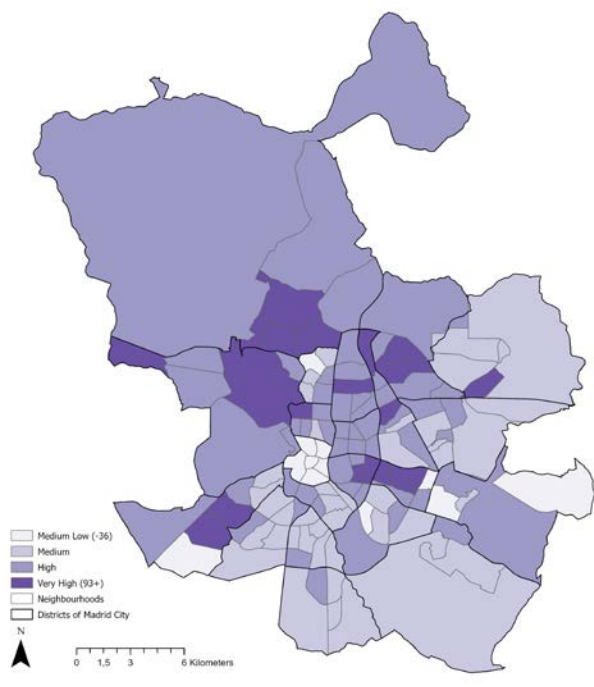 Medium Low (-36)
Medium
High
Very High (93+)
Neighbourhoods
Districts of Madrid City
N
0 1,5 3 6 Kilometers